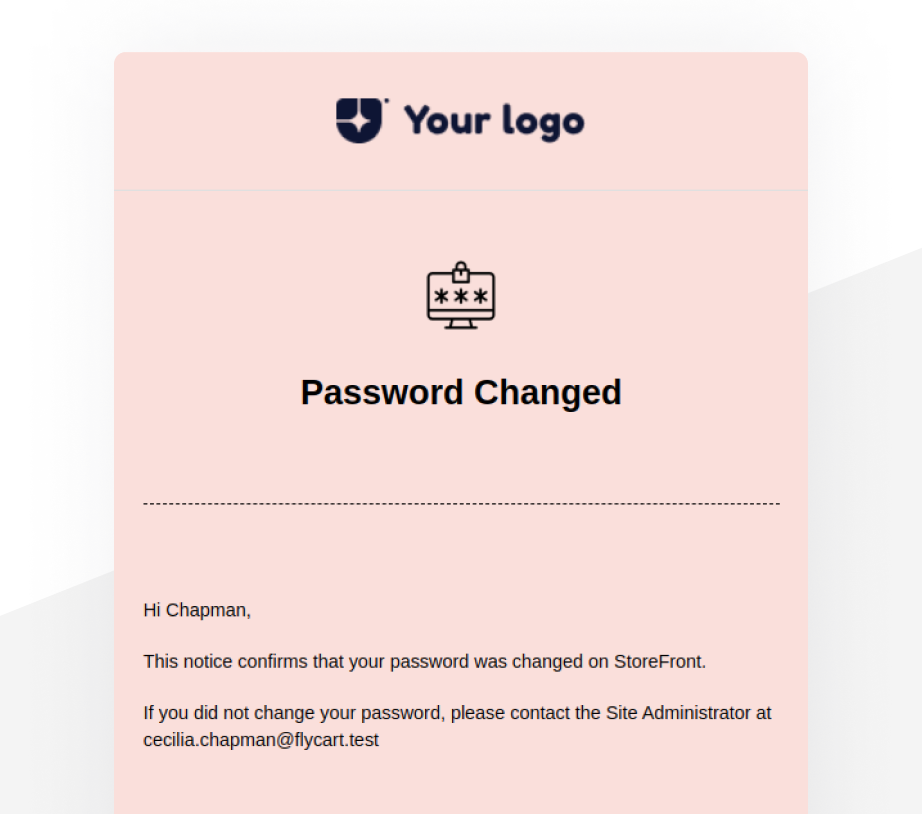 Your logo
***
Password Changed
Hi Chapman,
This notice confirms that your password was changed on StoreFront.
If you did not change your password, please contact the Site Administrator at
cecilia.chapman@flycart.test